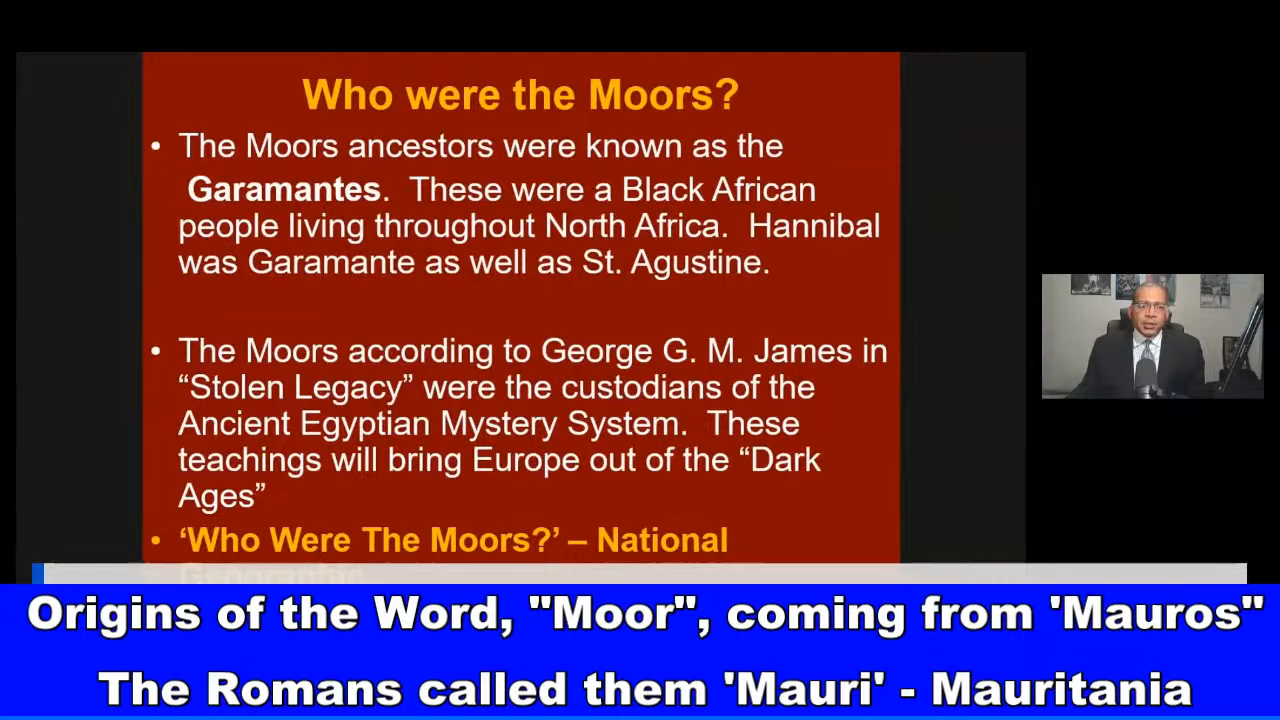 Who were the Moors?
• The Moors ancestors were known as the
Garamantes. These were a Black African
people living throughout North Africa. Hannibal
was Garamante as well as St. Agustine.
• The Moors according to George G. M. James in
“Stolen Legacy” were the custodians of the
Ancient Egyptian Mystery System. These
teachings will bring Europe out of the “Dark
Ages”
• ‘Who Were The Moors?’ – National
Origins of the Word, "Moor", coming from 'Mauros"
The Romans called them 'Mauri' - Mauritania